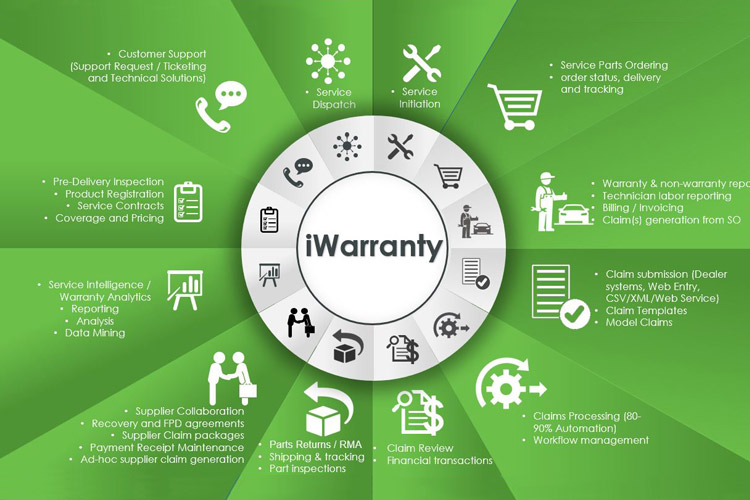 • Customer Support
(Support Request / Ticketing
and Technical Solutions)
• Service
Dispatch
• Service
Initiation
• Service Parts Ordering
• order status, delivery
and tracking
• Pre-Delivery Inspection
• Product Registration
• Service Contracts
• Coverage and Pricing
• Warranty & non-warranty
• Technician labor reporting
• Billing / Invoicing
• Claim(s) generation from SO
iWarranty
• Service Intelligence /
Warranty Analytics
• Reporting
• Analysis
• Data Mining
• Claim submission (Dealer
systems, Web Entry,
CSV/XML/Web Service)
• Claim Templates
• Model Claims
• Supplier Collaboration
• Recovery and FPD agreements
• Supplier Claim packages
• Payment Receipt Maintenance
• Ad-hoc supplier claim generation
• Parts Returns / RMA
• Shipping & tracking
• Part inspections
• Claim Review
• Financial transactions
• Claims Processing (80-
90% Automation)
• Workflow management